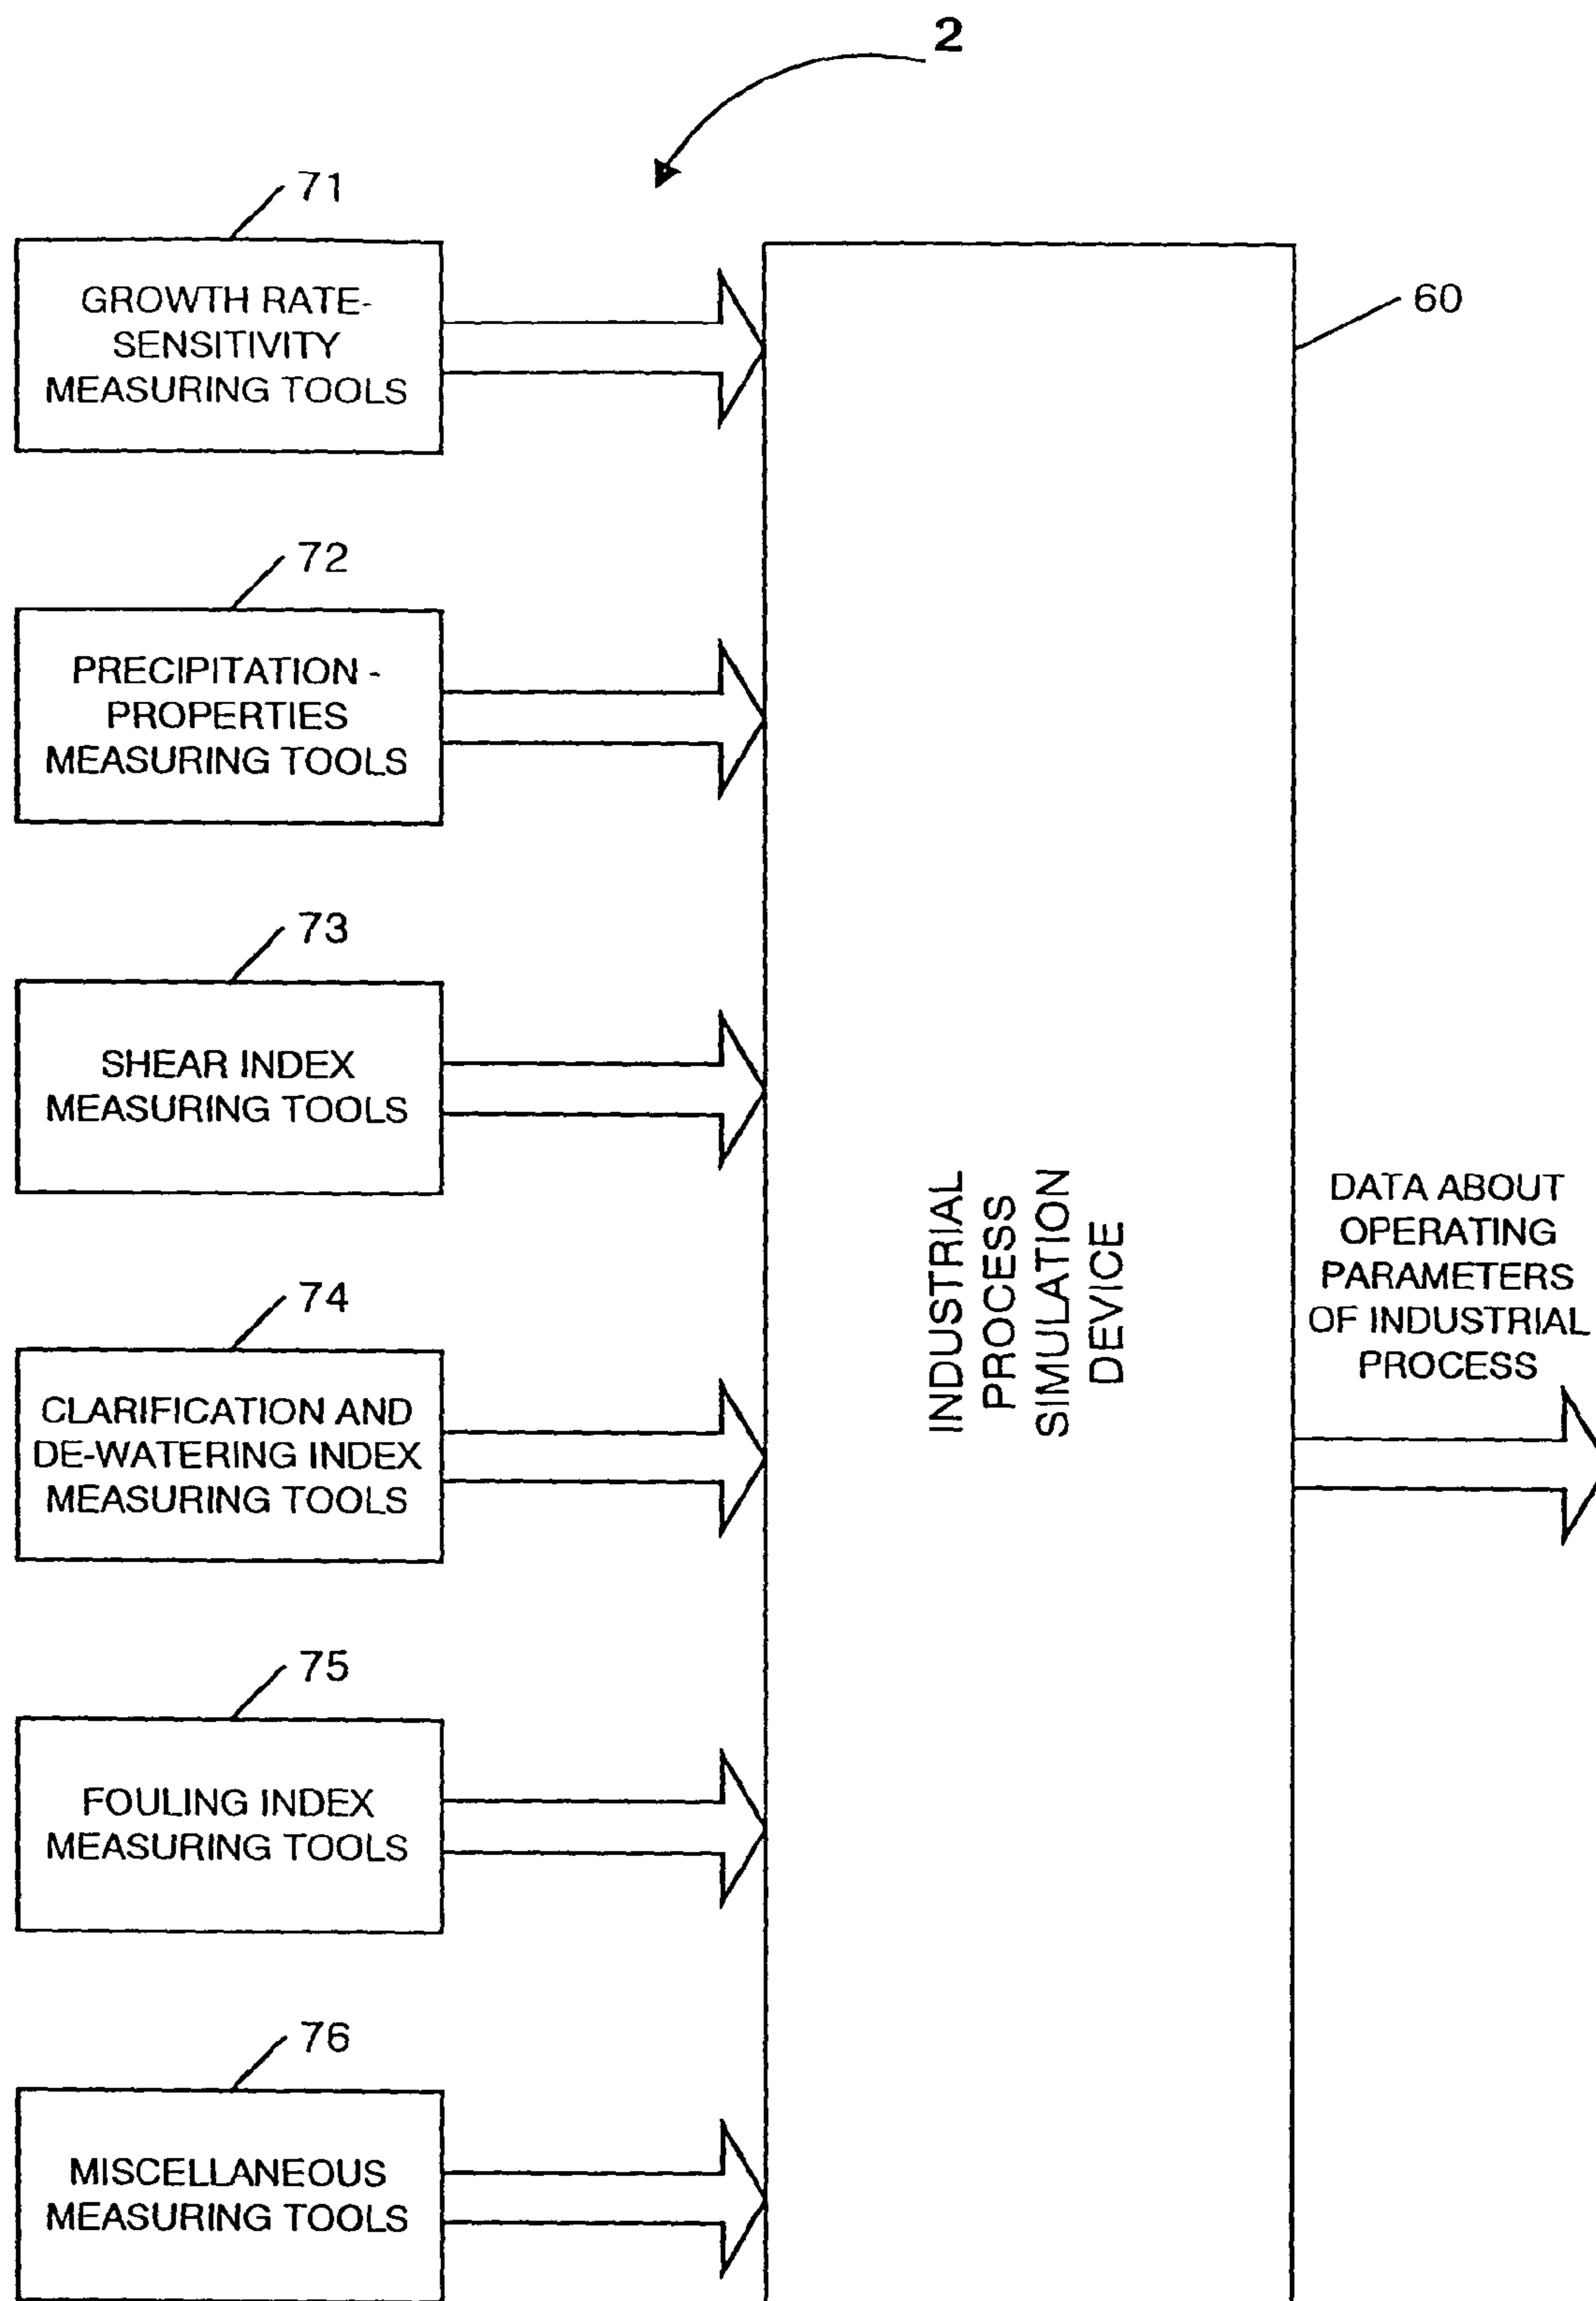 2
71
GROWTH RATE-
SENSITIVITY
MEASURING TOOLS
60
72
PRECIPITATION -
PROPERTIES
MEASURING TOOLS
73
SHEAR INDEX
MEASURING TOOLS
INDUSTRIAL
PROCESS
SIMULATION
DEVICE
DATA ABOUT
OPERATING
PARAMETERS
OF INDUSTRIAL
PROCESS
74
CLARIFICATION AND
DE-WATERING INDEX
MEASURING TOOLS
75
FOULING INDEX
MEASURING TOOLS
76
MISCELLANEOUS
MEASURING TOOLS